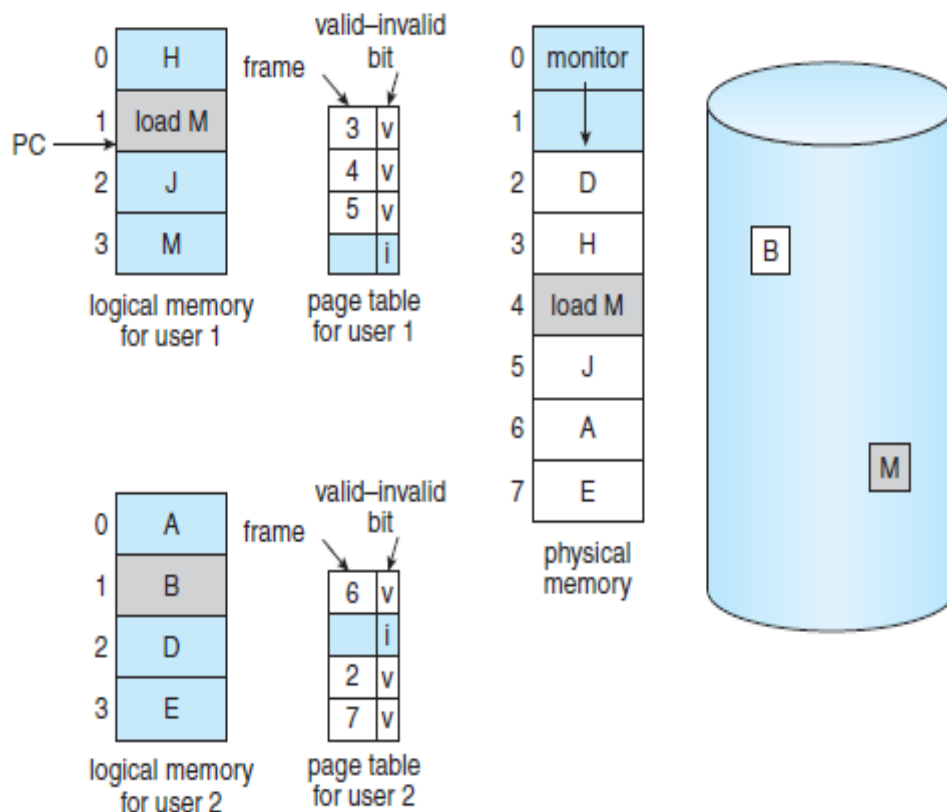 valid–invalid
bit
frame
0 H
1 load M
PC
2 J
3 M
3 v
4 v
5 v
i
logical memory
for user 1
page table
for user 1
0 monitor
1
2 D
3 H
4 load M
5 J
6 A
7 E
physical
memory
B
M
valid–invalid
bit
frame
0 A
1 B
2 D
3 E
6 v
i
2 v
7 v
logical memory
for user 2
page table
for user 2